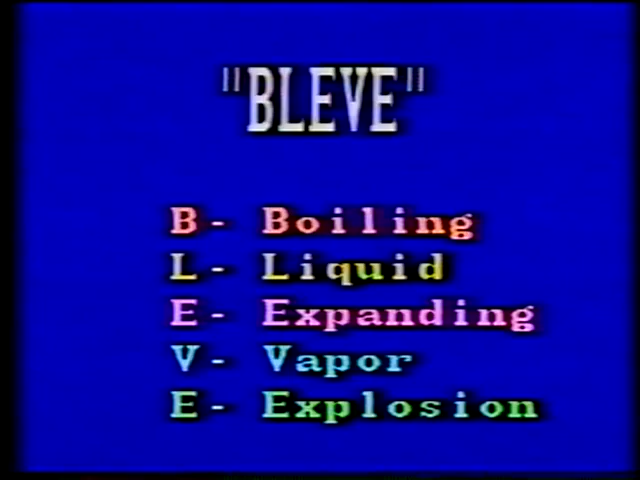 "BLEVE"
B- Boiling
L- Liquid
E- Expanding
V- Vapor
E- Explosion